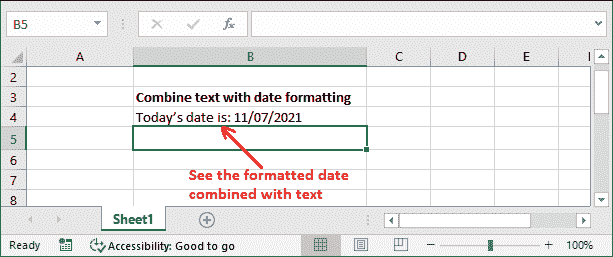 B5
fx
A B C D E
2
3 Combine text with date formatting
4 Today's date is: 11/07/2021
5
6
See the formatted date
7
combined with text
8
Sheet1
Ready Accessibility: Good to go 100%